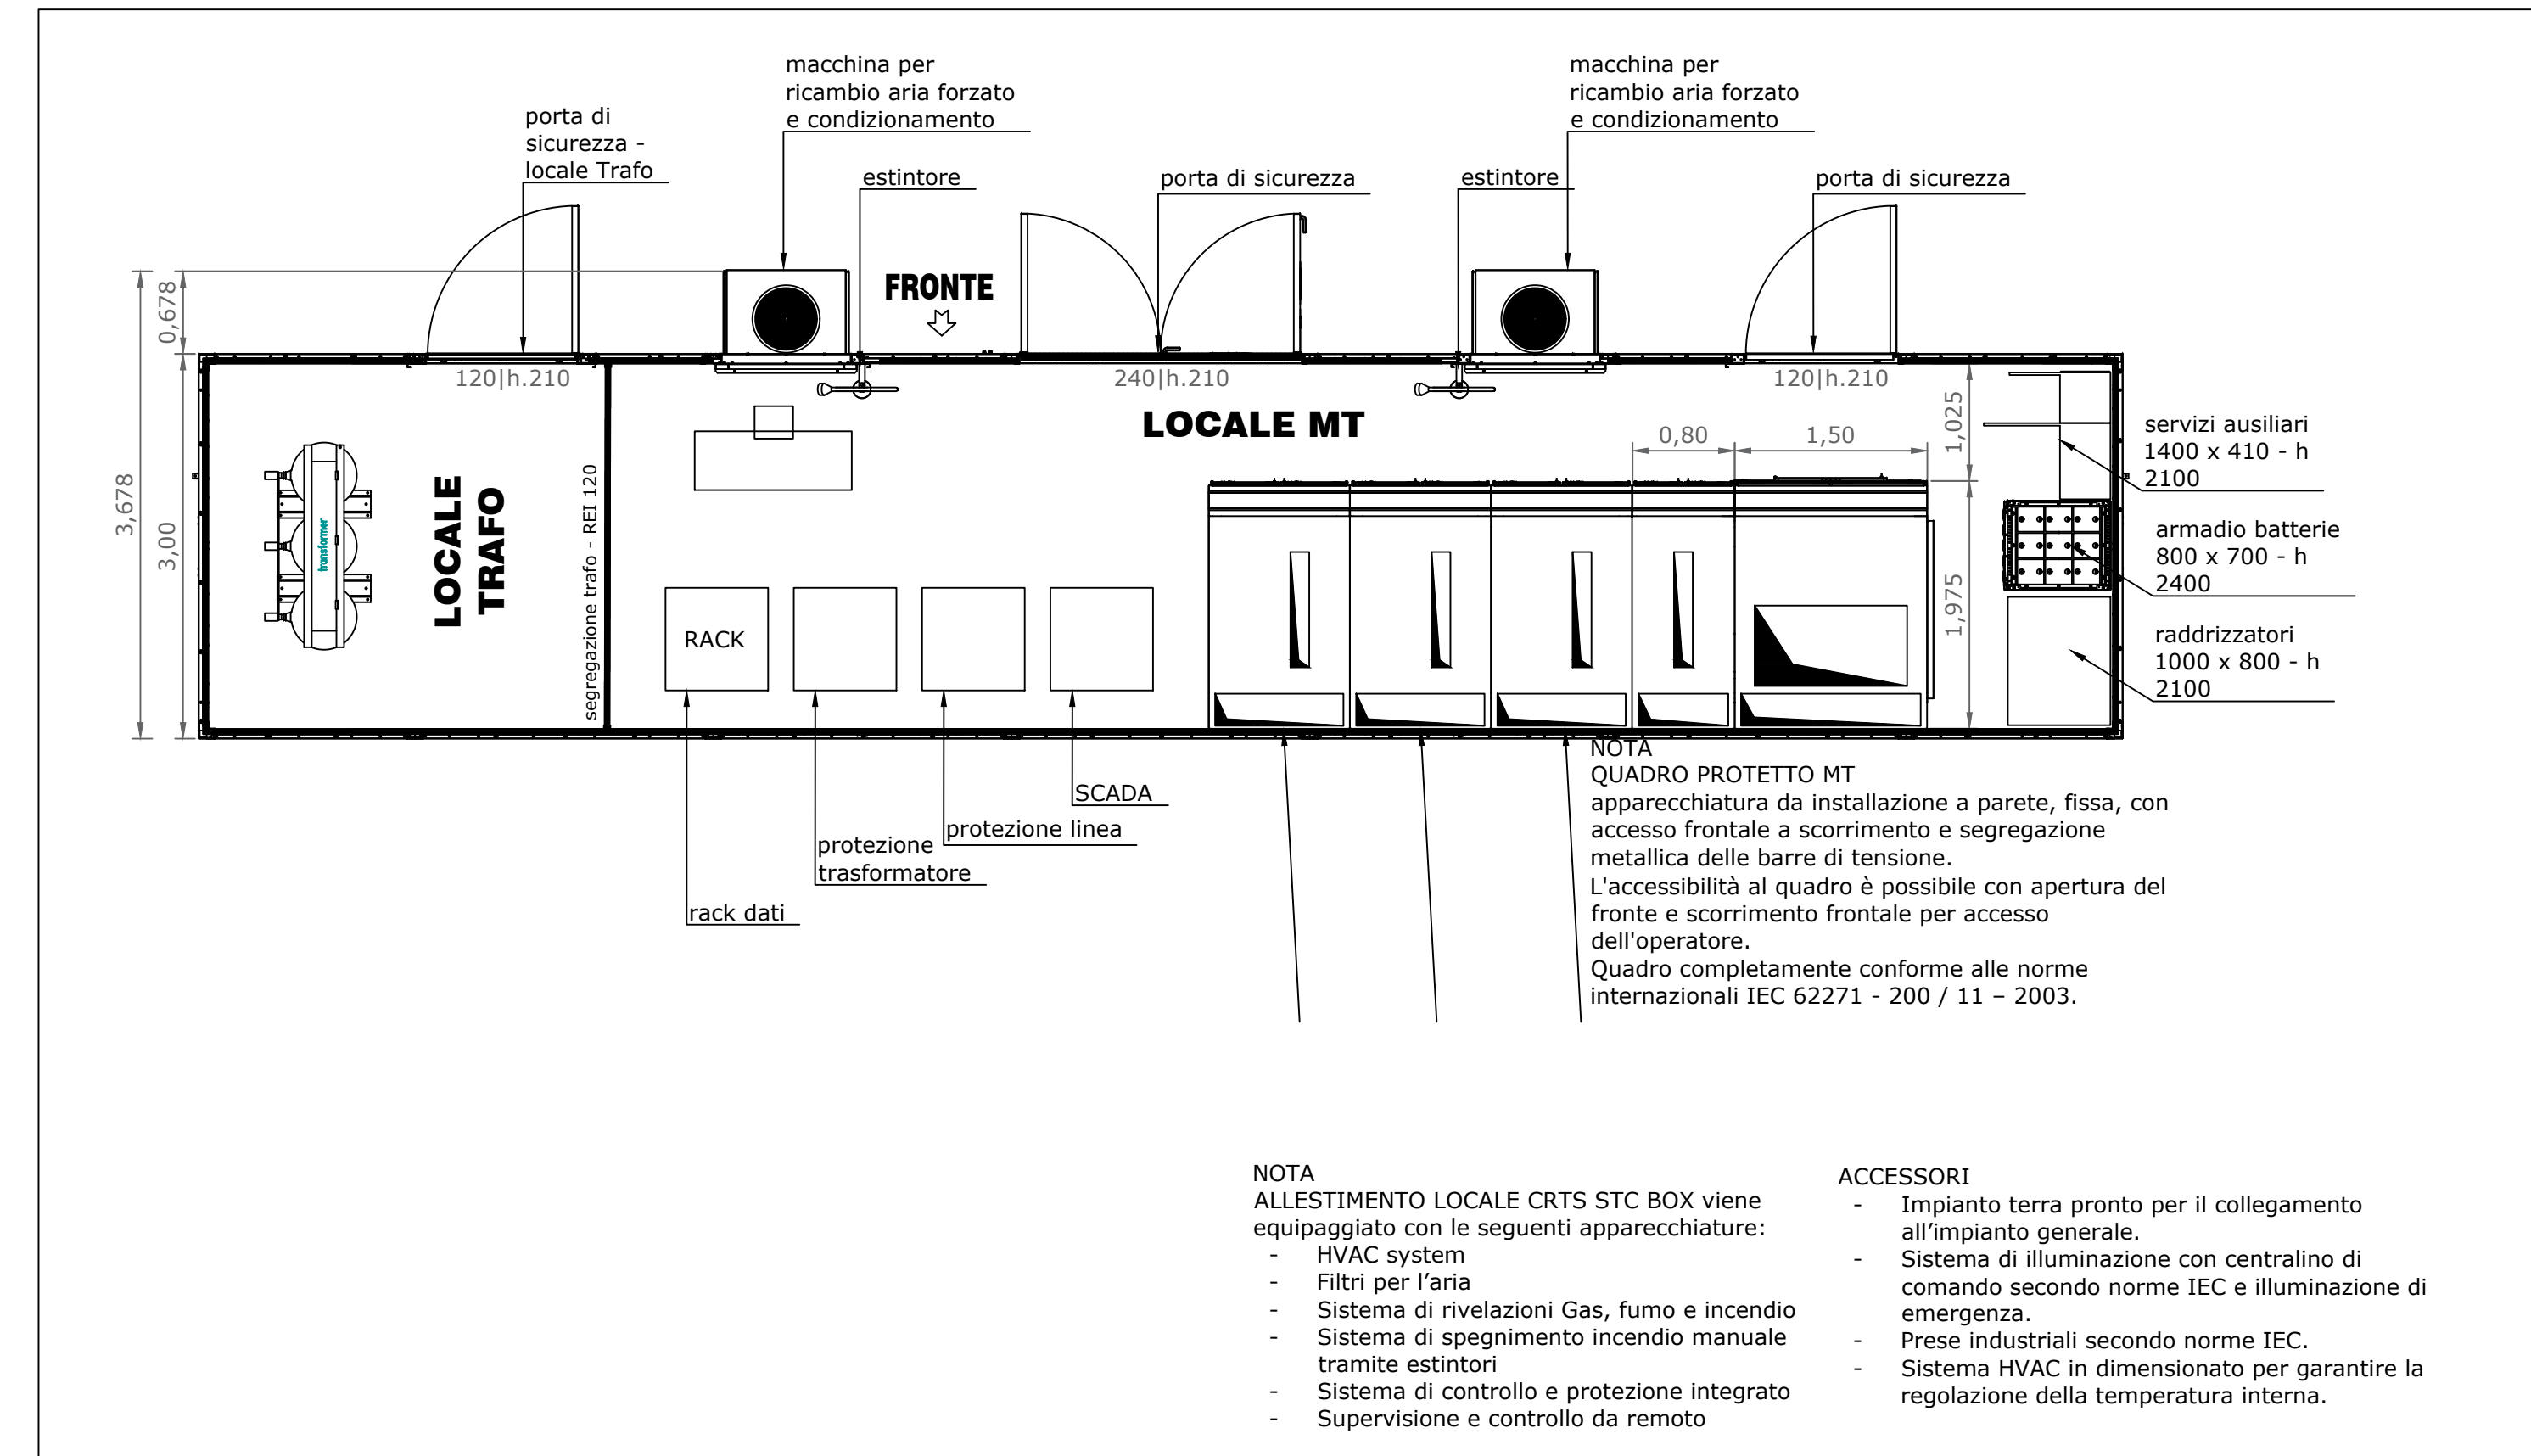 macchina per
ricambio aria forzato
e condizionamento
macchina per
ricambio aria forzato
e condizionamento
porta di
sicurezza -
locale Trafo
estintore
porta di sicurezza
estintore
porta di sicurezza
FRONTE
0,678
3,678
3,00
120|h.210
240|h.210
120|h.210
LOCALE MT
LOCALE
TRAFO
transformer
segregazione trafo - REI 120
0,80
1,50
1,025
1,975
servizi ausiliari
1400 x 410 - h
2100
armadio batterie
800 x 700 - h
2400
raddrizzatori
1000 x 800 - h
2100
RACK
SCADA
protezione linea
protezione
trasformatore
rack dati
NOTA
QUADRO PROTETTO MT
apparecchiatura da installazione a parete, fissa, con
accesso frontale a scorrimento e segregazione
metallica delle barre di tensione.
L'accessibilità al quadro è possibile con apertura del
fronte e scorrimento frontale per accesso
dell'operatore.
Quadro completamente conforme alle norme
internazionali IEC 62271 - 200 / 11 – 2003.
NOTA
ALLESTIMENTO LOCALE CRTS STC BOX viene
equipaggiato con le seguenti apparecchiature:
- HVAC system
- Filtri per l’aria
- Sistema di rivelazioni Gas, fumo e incendio
- Sistema di spegnimento incendio manuale
tramite estintori
- Sistema di controllo e protezione integrato
- Supervisione e controllo da remoto
ACCESSORI
- Impianto terra pronto per il collegamento
all’impianto generale.
- Sistema di illuminazione con centralino di
comando secondo norme IEC e illuminazione di
emergenza.
- Prese industriali secondo norme IEC.
- Sistema HVAC in dimensionato per garantire la
regolazione della temperatura interna.